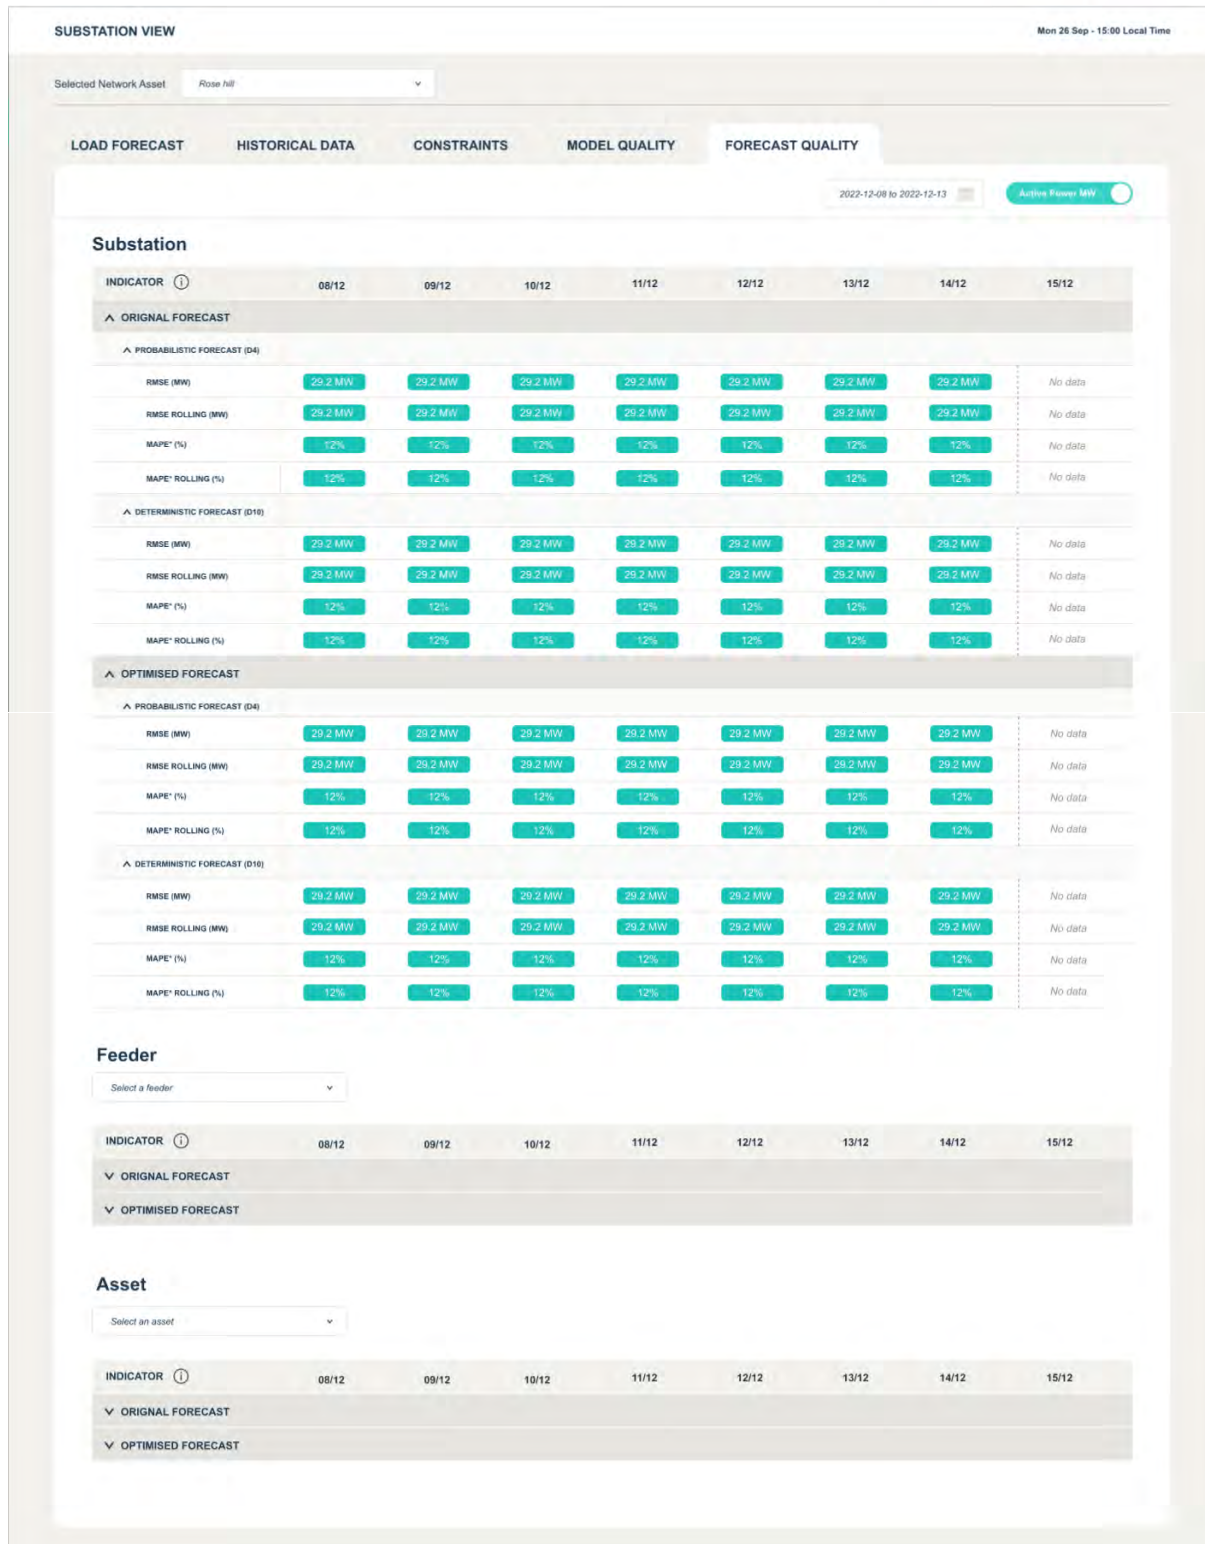 SUBSTATION VIEW Mon 26 Sep - 15:00 Local Time
Selected Network Asset Rose hill
LOAD FORECAST HISTORICAL DATA CONSTRAINTS MODEL QUALITY FORECAST QUALITY
2022-12-08 to 2022-12-13 Active Power MW
Substation
INDICATOR 08/12 09/12 10/12 11/12 12/12 13/12 14/12 15/12
ORIGNAL FORECAST
PROBABILISTIC FORECAST (D4)
RMSE (MW) 29.2 MW 29.2 MW 29.2 MW 29.2 MW 29.2 MW 29.2 MW 29.2 MW No data
RMSE ROLLING (MW) 29.2 MW 29.2 MW 29.2 MW 29.2 MW 29.2 MW 29.2 MW 29.2 MW No data
MAPE* (%) 12% 12% 12% 12% 12% 12% 12% No data
MAPE* ROLLING (%) 12% 12% 12% 12% 12% 12% 12% No data
DETERMINISTIC FORECAST (D10)
RMSE (MW) 29.2 MW 29.2 MW 29.2 MW 29.2 MW 29.2 MW 29.2 MW 29.2 MW No data
RMSE ROLLING (MW) 29.2 MW 29.2 MW 29.2 MW 29.2 MW 29.2 MW 29.2 MW 29.2 MW No data
MAPE* (%) 12% 12% 12% 12% 12% 12% 12% No data
MAPE* ROLLING (%) 12% 12% 12% 12% 12% 12% 12% No data
OPTIMISED FORECAST
PROBABILISTIC FORECAST (D4)
RMSE (MW) 29.2 MW 29.2 MW 29.2 MW 29.2 MW 29.2 MW 29.2 MW 29.2 MW No data
RMSE ROLLING (MW) 29.2 MW 29.2 MW 29.2 MW 29.2 MW 29.2 MW 29.2 MW 29.2 MW No data
MAPE* (%) 12% 12% 12% 12% 12% 12% 12% No data
MAPE* ROLLING (%) 12% 12% 12% 12% 12% 12% 12% No data
DETERMINISTIC FORECAST (D10)
RMSE (MW) 29.2 MW 29.2 MW 29.2 MW 29.2 MW 29.2 MW 29.2 MW 29.2 MW No data
RMSE ROLLING (MW) 29.2 MW 29.2 MW 29.2 MW 29.2 MW 29.2 MW 29.2 MW 29.2 MW No data
MAPE* (%) 12% 12% 12% 12% 12% 12% 12% No data
MAPE* ROLLING (%) 12% 12% 12% 12% 12% 12% 12% No data
Feeder
Select a feeder
INDICATOR 08/12 09/12 10/12 11/12 12/12 13/12 14/12 15/12
ORIGNAL FORECAST
OPTIMISED FORECAST
Asset
Select an asset
INDICATOR 08/12 09/12 10/12 11/12 12/12 13/12 14/12 15/12
ORIGNAL FORECAST
OPTIMISED FORECAST